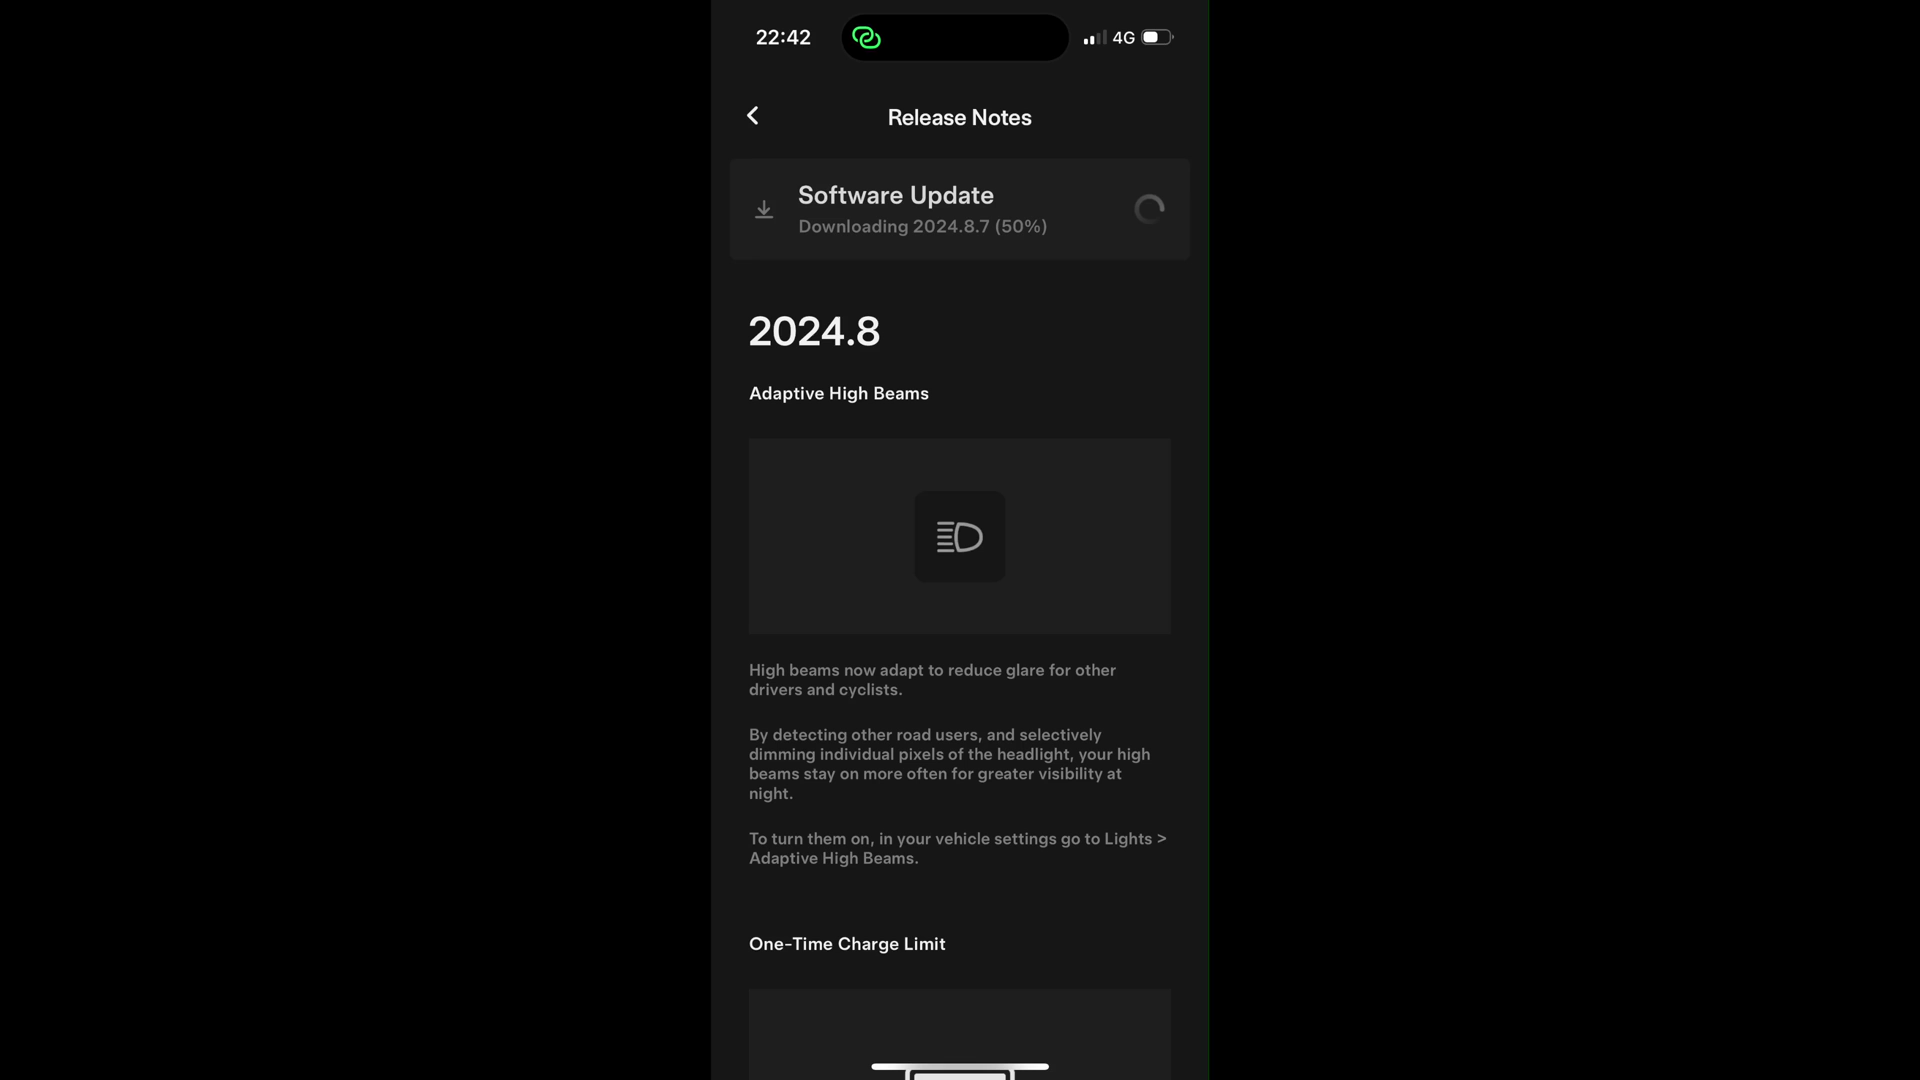 22:42
4G
Release Notes
Software Update
Downloading 2024.8.7 (50%)
2024.8
Adaptive High Beams
High beams now adapt to reduce glare for other
drivers and cyclists.
By detecting other road users, and selectively
dimming individual pixels of the headlight, your high
beams stay on more often for greater visibility at
night.
To turn them on, in your vehicle settings go to Lights >
Adaptive High Beams.
One-Time Charge Limit